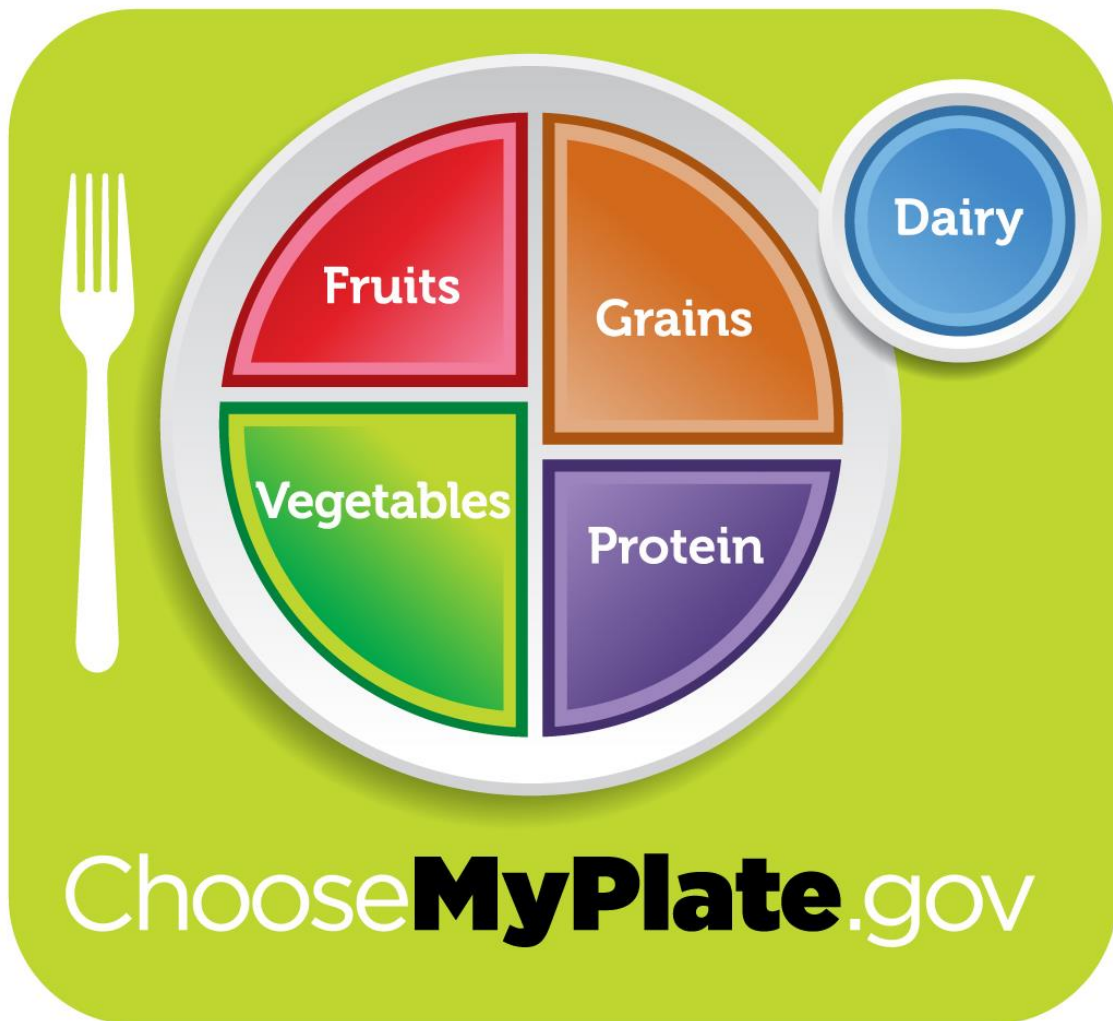 Fruits
Grains
Dairy
Vegetables
Protein
ChooseMyPlate.gov